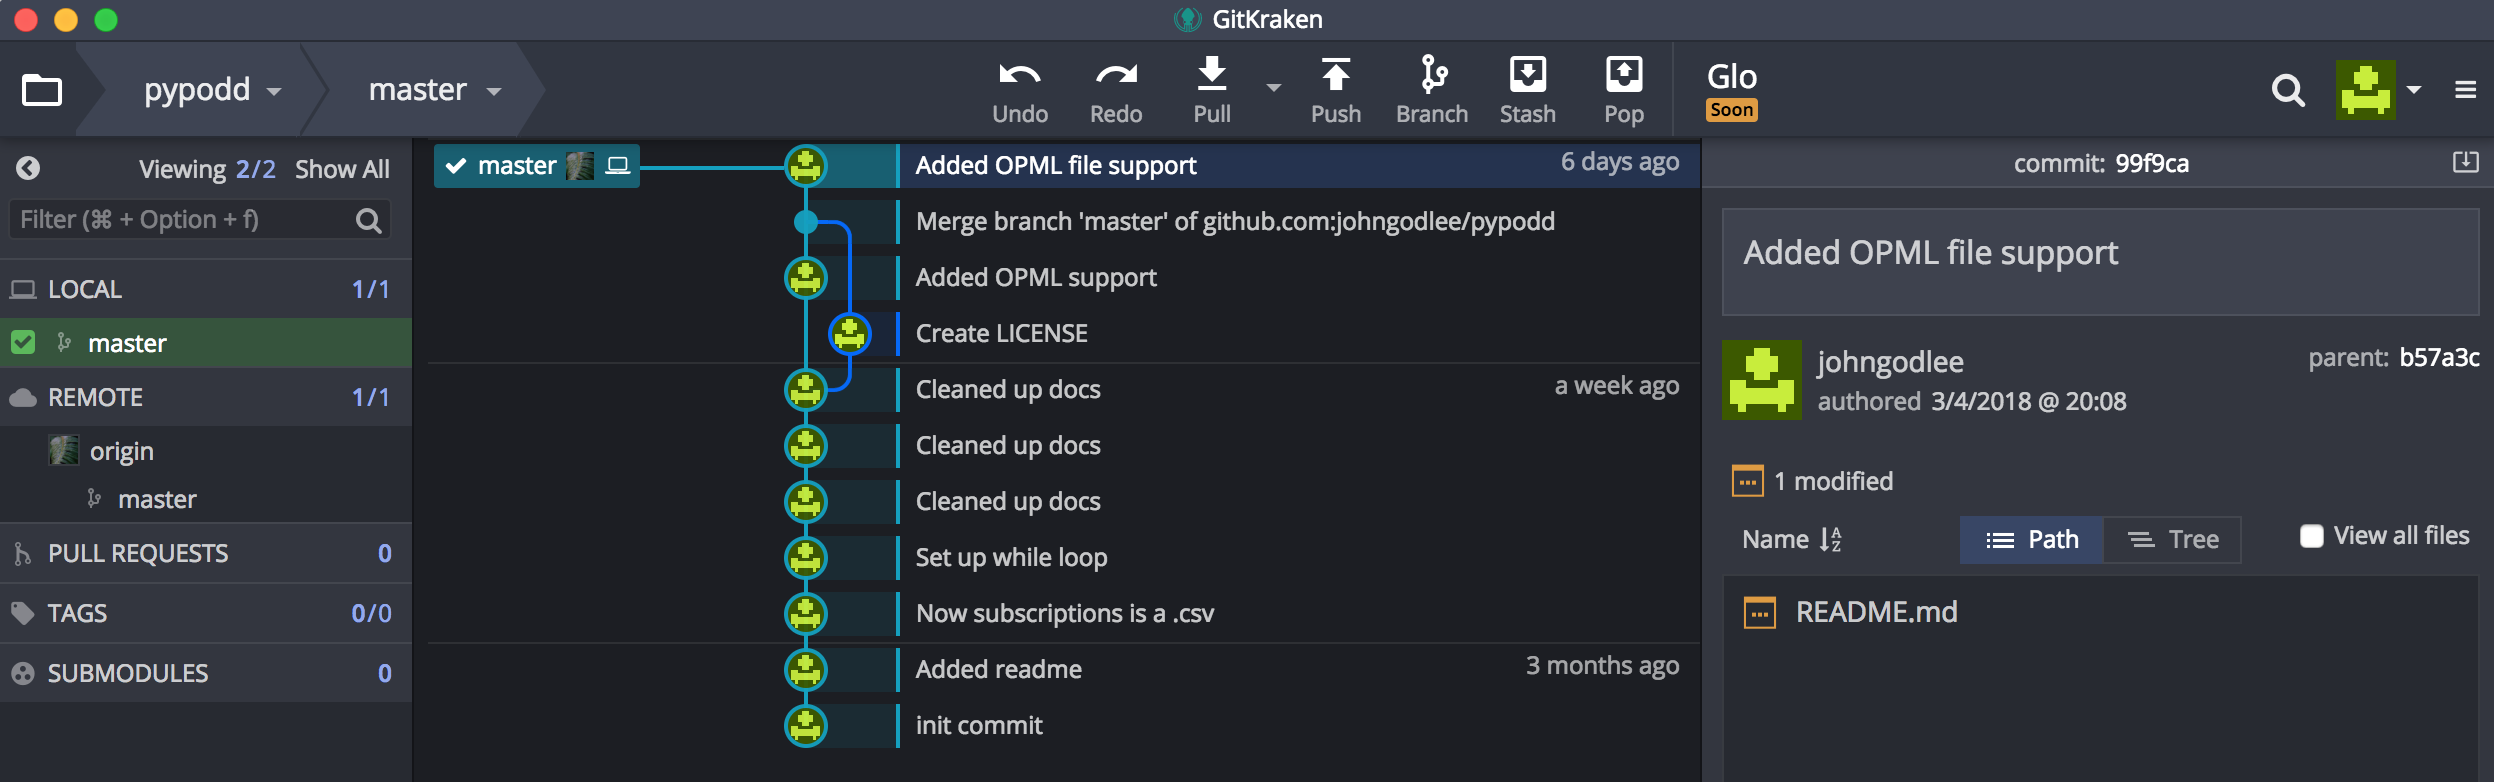 GitKraken
pypodd
master
Undo
Redo
Pull
Push
Branch
Stash
Pop
Glo
Soon
Viewing 2/2 Show All
Filter (⌘ + Option + f)
LOCAL 1/1
master
REMOTE 1/1
origin
master
PULL REQUESTS 0
TAGS 0/0
SUBMODULES 0
master
Added OPML file support 6 days ago
Merge branch 'master' of github.com:johngodlee/pypodd
Added OPML support
Create LICENSE
Cleaned up docs a week ago
Cleaned up docs
Cleaned up docs
Set up while loop
Now subscriptions is a .csv
Added readme 3 months ago
init commit
commit: 99f9ca
Added OPML file support
johngodlee
parent: b57a3c
authored 3/4/2018 @ 20:08
1 modified
Name
Path
Tree
View all files
README.md